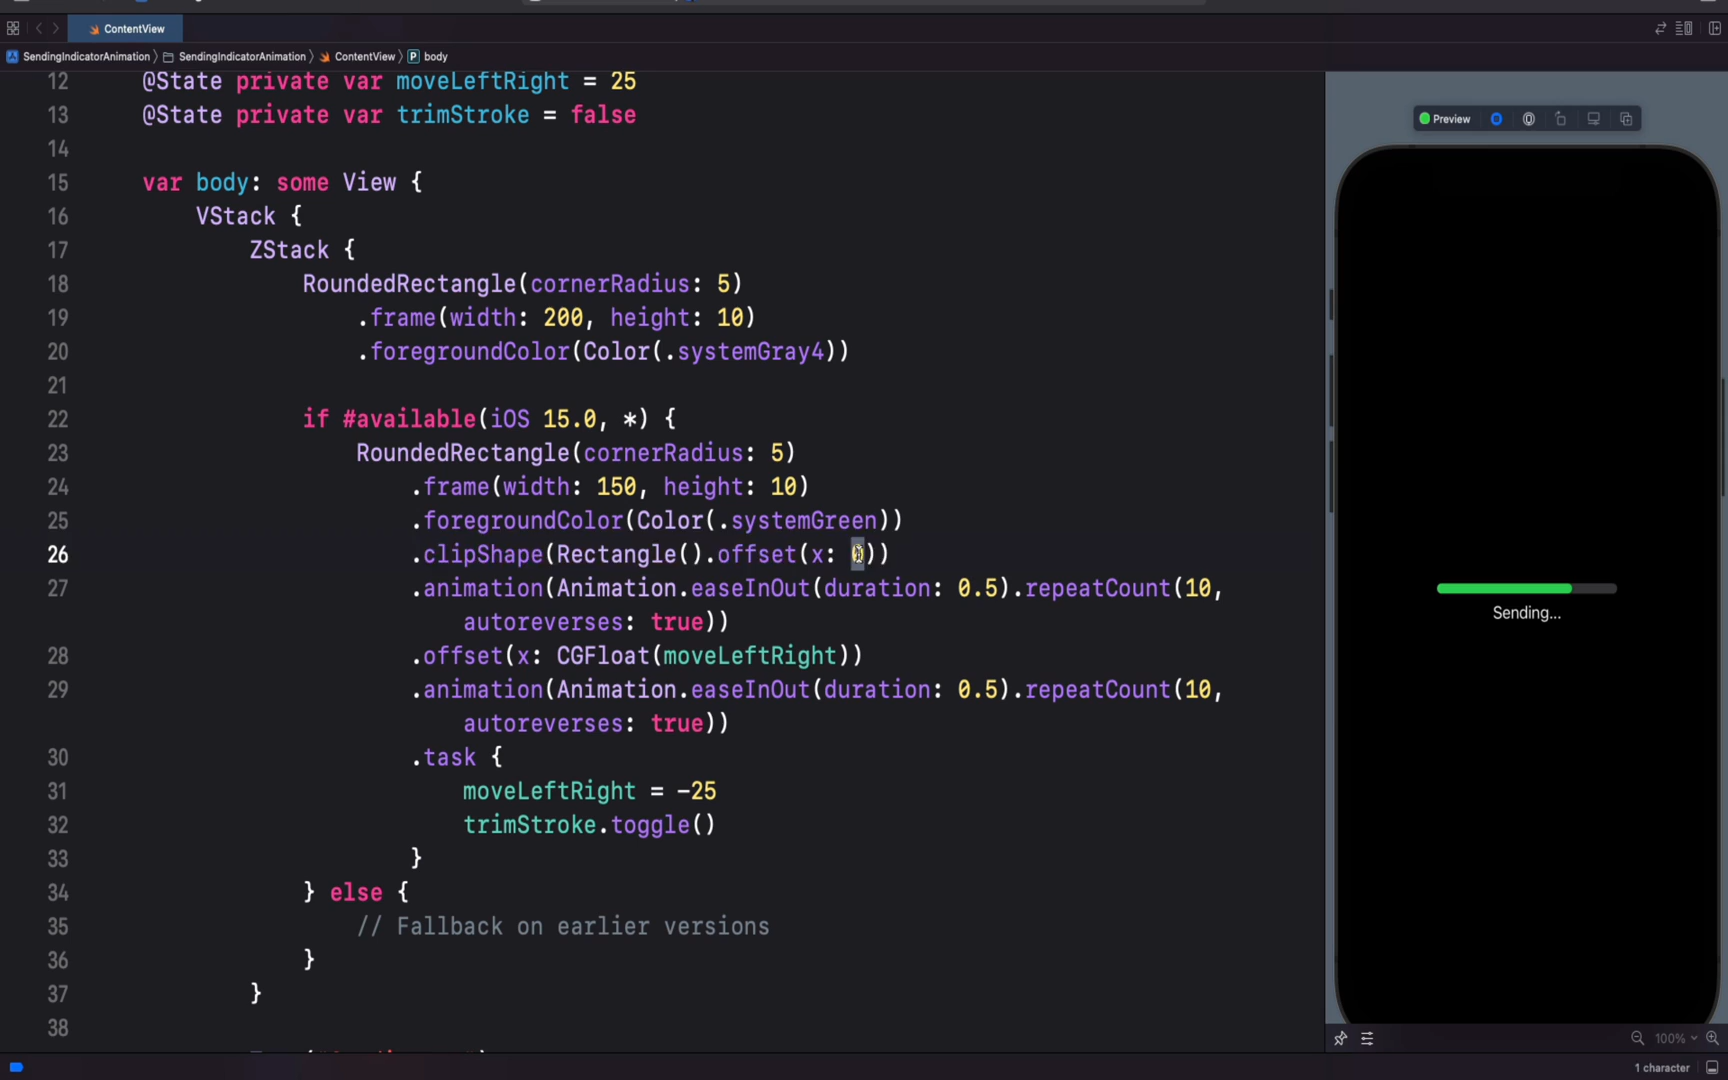 ContentView
SendingIndicatorAnimation SendingIndicatorAnimation ContentView P body
12 @State private var moveLeftRight = 25
13 @State private var trimStroke = false
14
15 var body: some View {
16 VStack {
17 ZStack {
18 RoundedRectangle(cornerRadius: 5)
19 .frame(width: 200, height: 10)
20 .foregroundColor(Color(.systemGray4))
21
22 if #available(iOS 15.0, *) {
23 RoundedRectangle(cornerRadius: 5)
24 .frame(width: 150, height: 10)
25 .foregroundColor(Color(.systemGreen))
26 .clipShape(Rectangle().offset(x: 0))
27 .animation(Animation.easeInOut(duration: 0.5).repeatCount(10,
autoreverses: true))
28 .offset(x: CGFloat(moveLeftRight))
29 .animation(Animation.easeInOut(duration: 0.5).repeatCount(10,
autoreverses: true))
30 .task {
31 moveLeftRight = -25
32 trimStroke.toggle()
33 }
34 } else {
35 // Fallback on earlier versions
36 }
37 }
38
Preview
Sending...
100%
1 character